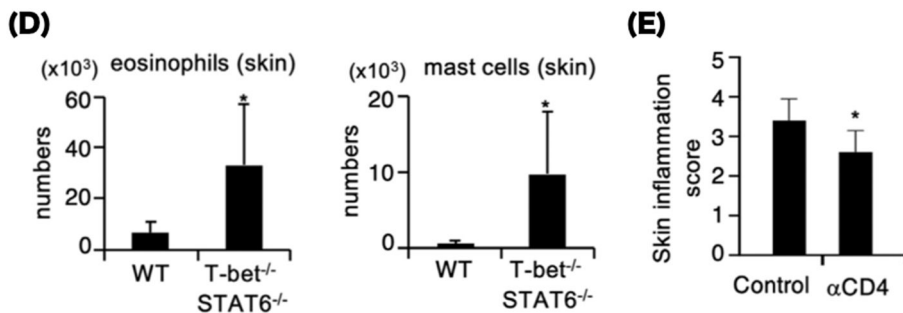 (D)
(x10³) eosinophils (skin)
60
40
20
0
numbers
*
WT
T-bet⁻/⁻
STAT6⁻/⁻
(x10³) mast cells (skin)
20
10
0
numbers
*
WT
T-bet⁻/⁻
STAT6⁻/⁻
(E)
5
4
3
2
1
0
Skin inflammation
score
*
Control
αCD4